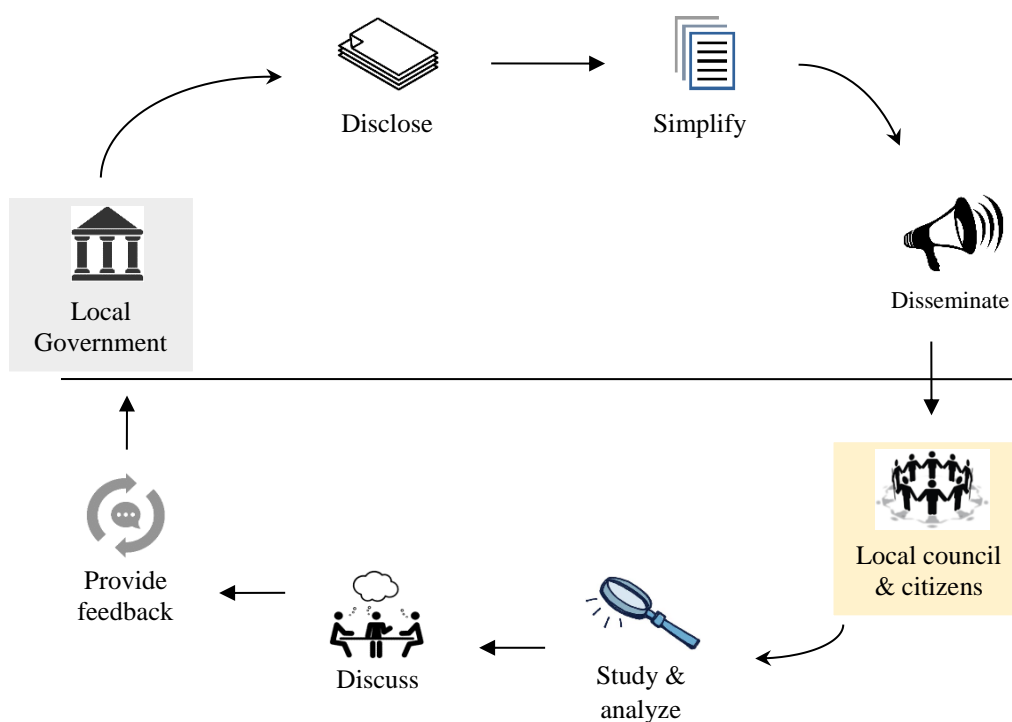 Disclose
Simplify
Disseminate
Local
Government
Local council
& citizens
Provide
feedback
Discuss
Study &
analyze